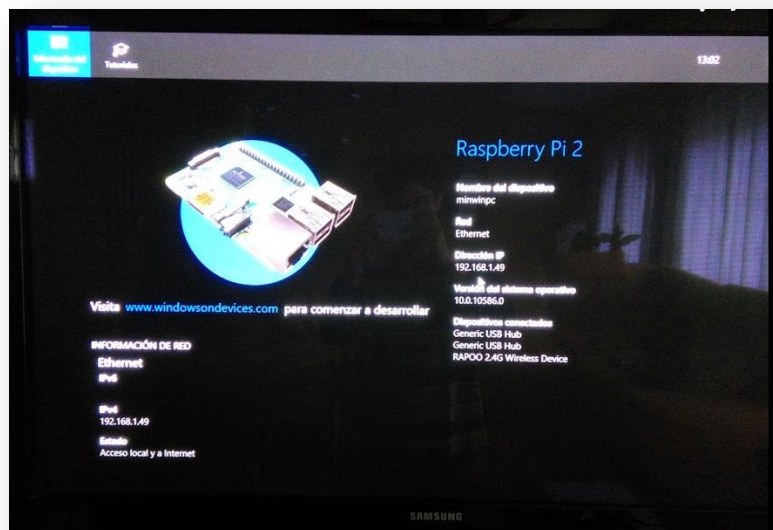 Información del
dispositivo
Tutoriales
13:02
Raspberry Pi 2
Nombre del dispositivo
minwinpc
Red
Ethernet
Dirección IP
192.168.1.49
Versión del sistema operativo
10.0.10586.0
Dispositivos conectados
Generic USB Hub
Generic USB Hub
RAPOO 2.4G Wireless Device
Visita www.windowsondevices.com para comenzar a desarrollar
INFORMACIÓN DE RED
Ethernet
IPv6
IPv4
192.168.1.49
Estado
Acceso local y a Internet
SAMSUNG